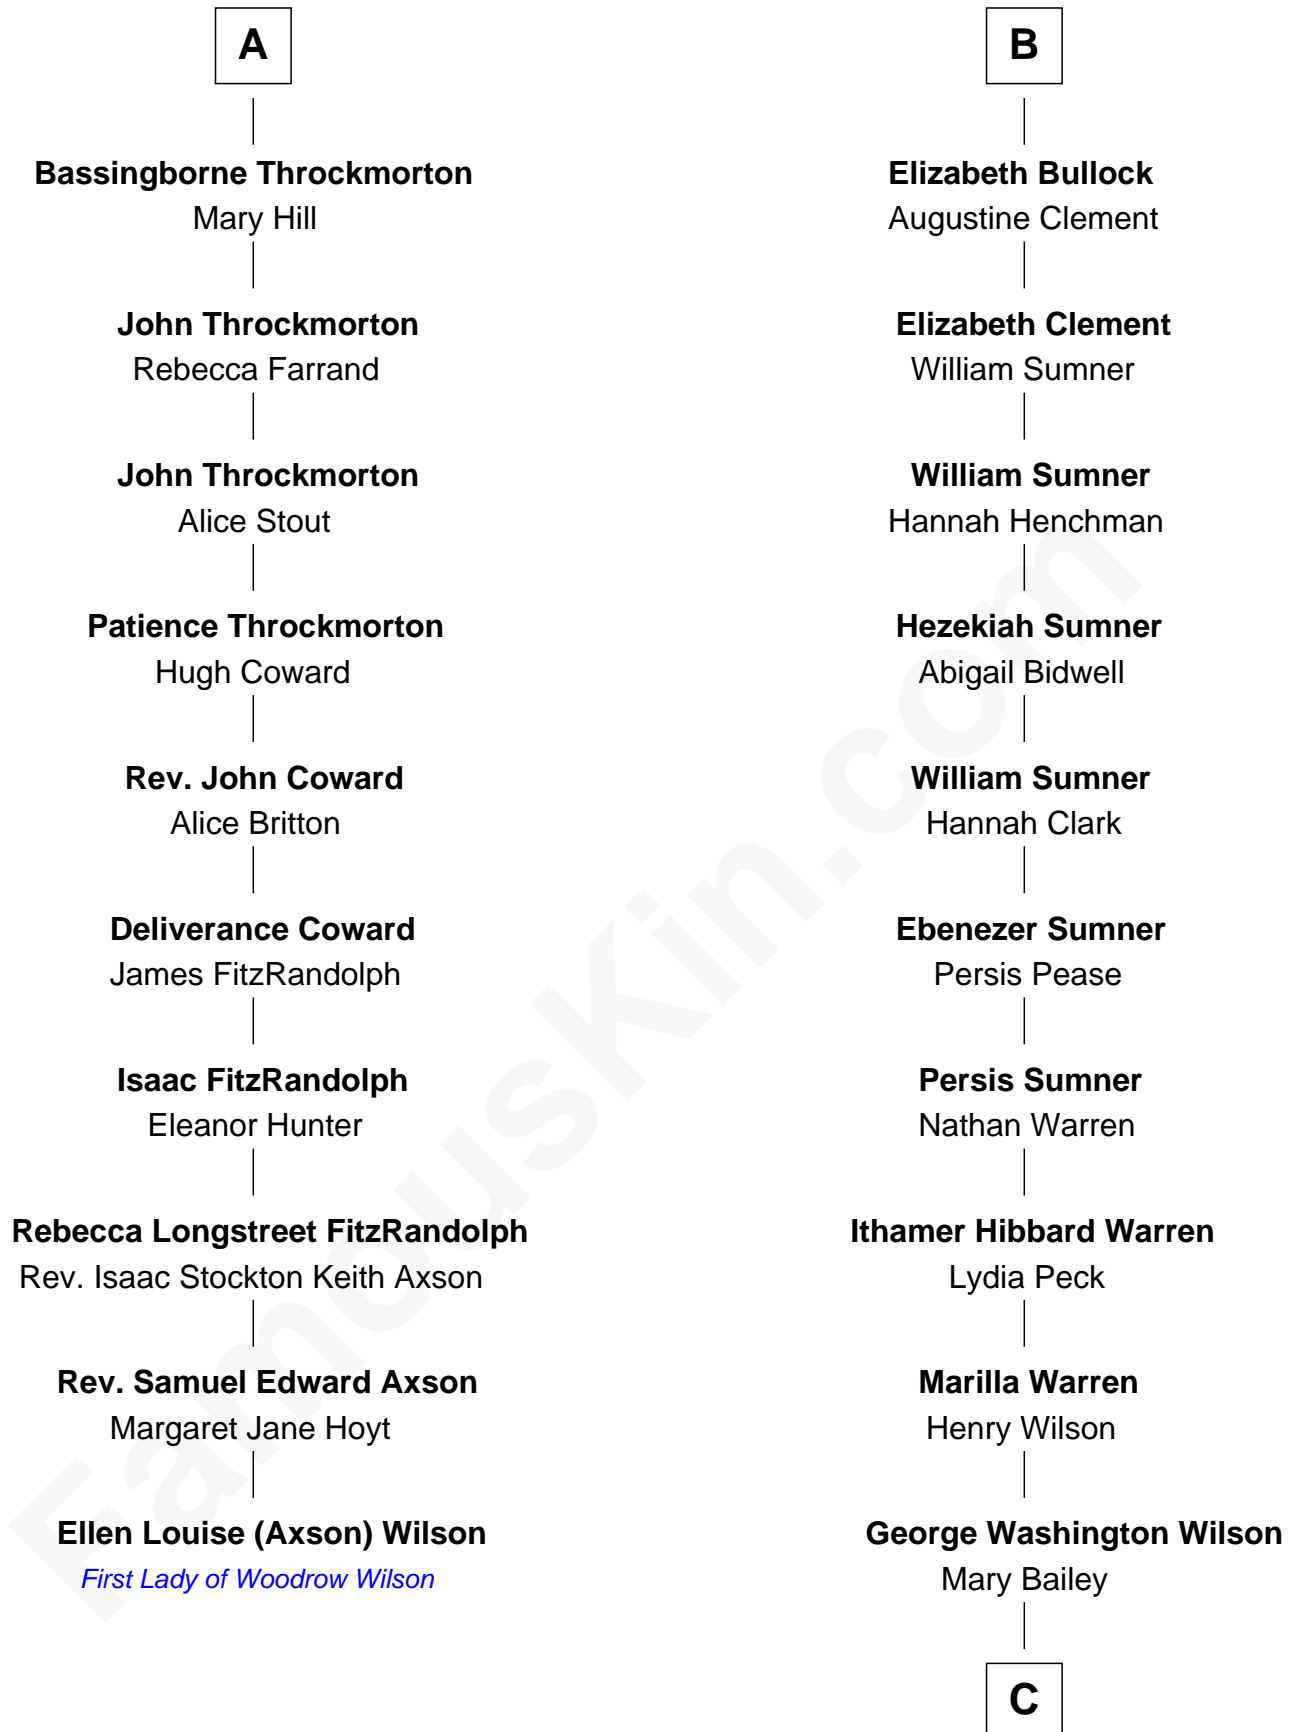 A
Bassingborne Throckmorton
Mary Hill
John Throckmorton
Rebecca Farrand
John Throckmorton
Alice Stout
Patience Throckmorton
Hugh Coward
Rev. John Coward
Alice Britton
Deliverance Coward
James FitzRandolph
Isaac FitzRandolph
Eleanor Hunter
Rebecca Longstreet FitzRandolph
Rev. Isaac Stockton Keith Axson
Rev. Samuel Edward Axson
Margaret Jane Hoyt
Ellen Louise (Axson) Wilson
First Lady of Woodrow Wilson
B
Elizabeth Bullock
Augustine Clement
Elizabeth Clement
William Sumner
William Sumner
Hannah Henchman
Hezekiah Sumner
Abigail Bidwell
William Sumner
Hannah Clark
Ebenezer Sumner
Persis Pease
Persis Sumner
Nathan Warren
Ithamer Hibbard Warren
Lydia Peck
Marilla Warren
Henry Wilson
George Washington Wilson
Mary Bailey
C
FamousKin.com